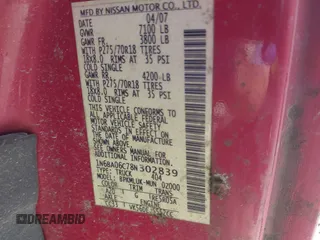 MFD BY NISSAN MOTOR CO., LTD.
DATE 04/07
GVWR 7100 LB
GAWR FR. 3800 LB
WITH P275/70R18 TIRES
18X8.0 RIMS AT 35 PSI
COLD SINGLE
GAWR RR. 4200 LB
WITH P275/70R18 TIRES
18X8.0 RIMS AT 35 PSI
COLD SINGLE
THIS VEHICLE CONFORMS TO
ALL APPLICABLE FEDERAL
MOTOR VEHICLE SAFETY
STANDARDS IN EFFECT ON
THE DATE OF MANUFACTURE
SHOWN ABOVE.
SEE OWNERS MANUAL FOR
ADDITIONAL INFORMATION
302839
TYPE: TRUCK
COLOR TRIM TRANS
DREAMBID